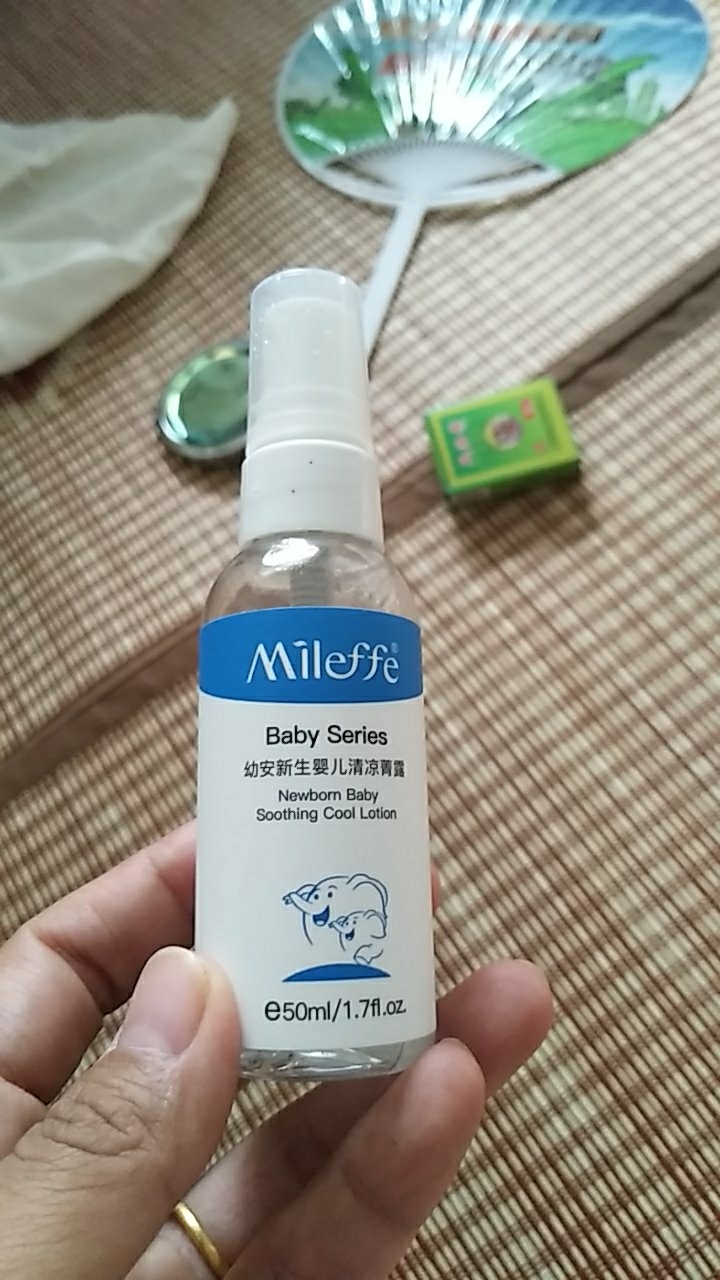 Mileffe®
Baby Series
幼安新生婴儿清凉菁露
Newborn Baby
Soothing Cool Lotion
e50ml/1.7fl.oz.